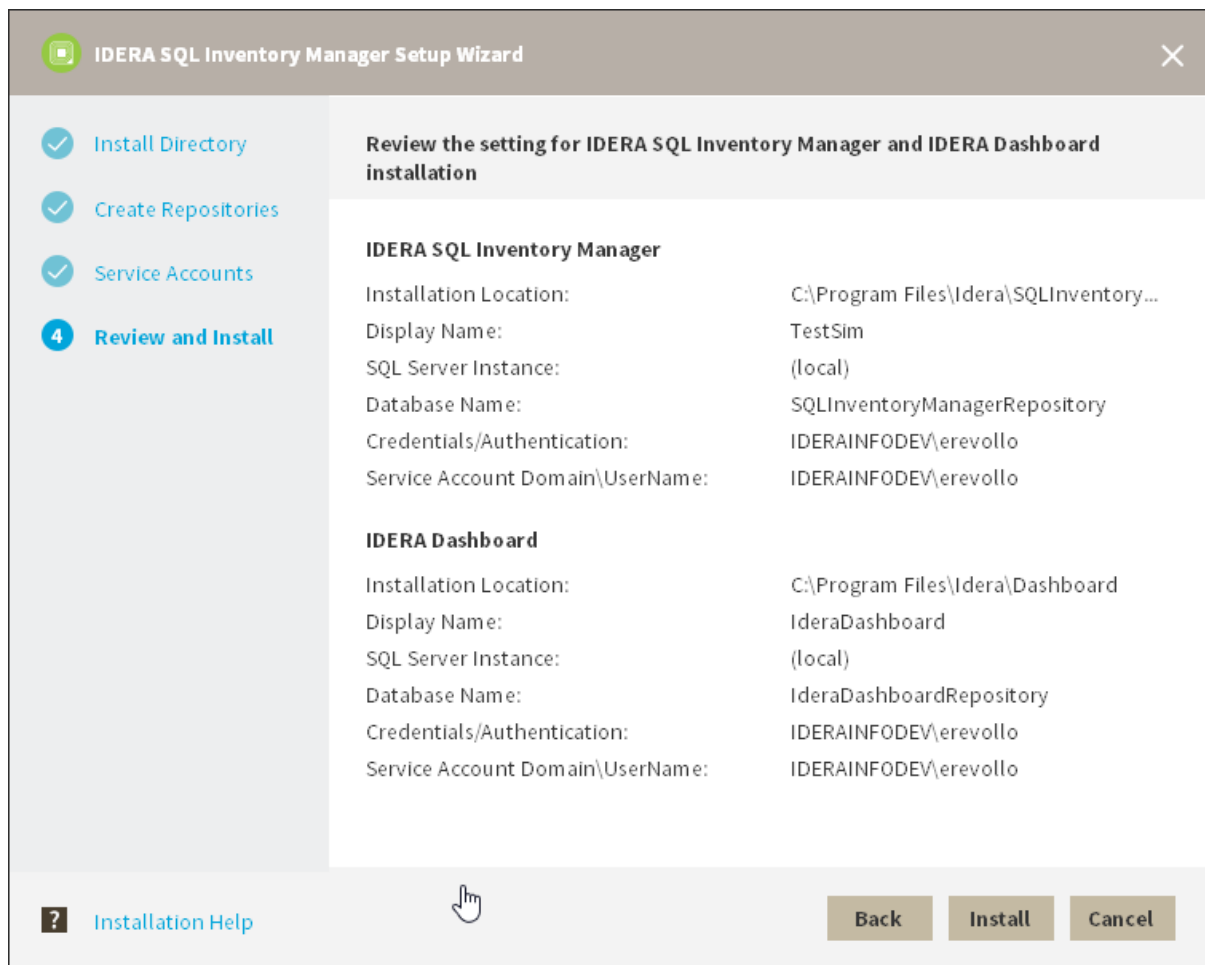 IDERA SQL Inventory Manager Setup Wizard
Install Directory
Create Repositories
Service Accounts
4 Review and Install
Review the setting for IDERA SQL Inventory Manager and IDERA Dashboard
installation
IDERA SQL Inventory Manager
Installation Location: C:\Program Files\Idera\SQLInventory...
Display Name: TestSim
SQL Server Instance: (local)
Database Name: SQLInventoryManagerRepository
Credentials/Authentication: IDERAINFODEV\erevollo
Service Account Domain\UserName: IDERAINFODEV\erevollo
IDERA Dashboard
Installation Location: C:\Program Files\Idera\Dashboard
Display Name: IderaDashboard
SQL Server Instance: (local)
Database Name: IderaDashboardRepository
Credentials/Authentication: IDERAINFODEV\erevollo
Service Account Domain\UserName: IDERAINFODEV\erevollo
? Installation Help
Back Install Cancel